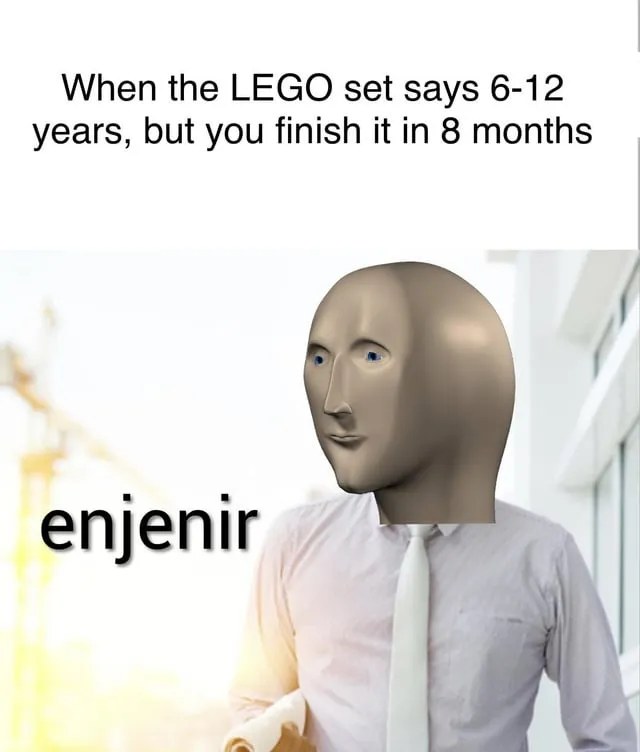 When the LEGO set says 6-12
years, but you finish it in 8 months
enjenir